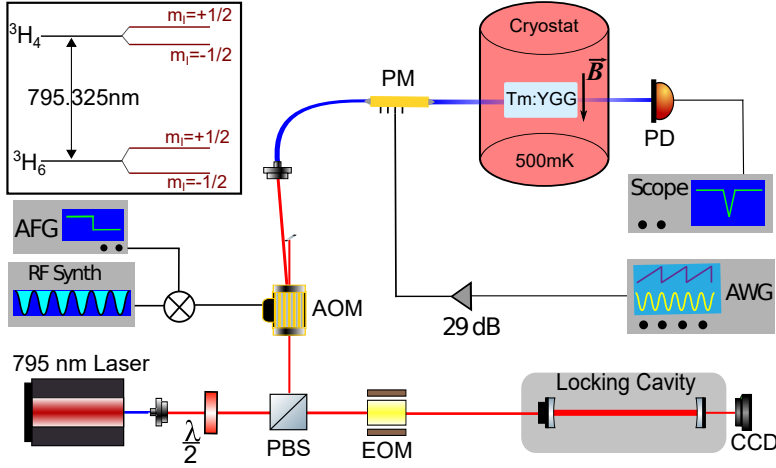 ³H₄
mI=+1/2
mI=-1/2
795.325nm
³H₆
mI=+1/2
mI=-1/2
Cryostat
B
Tm:YGG
500mK
PM
PD
Scope
AFG
RF Synth
AOM
29 dB
AWG
795 nm Laser
λ/2
PBS
EOM
Locking Cavity
CCD